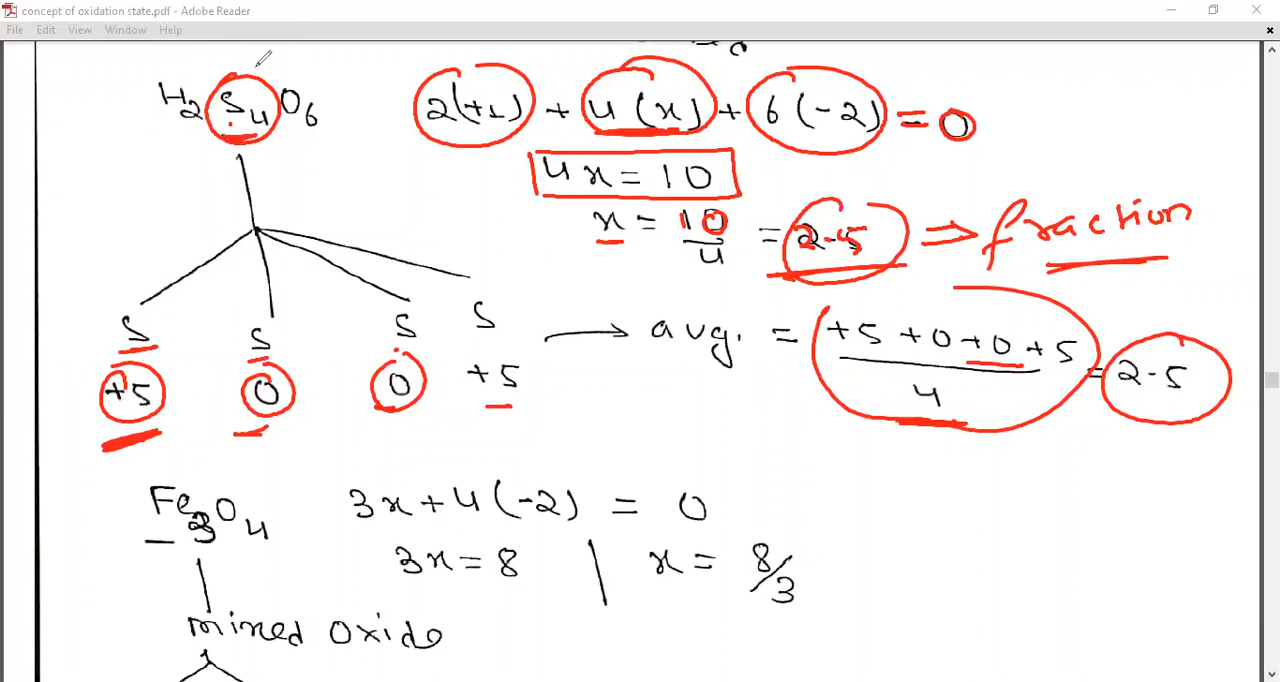 concept of oxidation state.pdf - Adobe Reader
File Edit View Window Help
H2S4O6 2(+1) + 4(x) + 6(-2) = 0
4x = 10
x = 10/4 = 2.5 ⇒ fraction
S S S S → avg. = +5 +0 +0 +5 / 4 = 2.5
+5 0 0 +5
Fe3O4 3x + 4(-2) = 0
3x = 8 | x = 8/3
mixed oxide